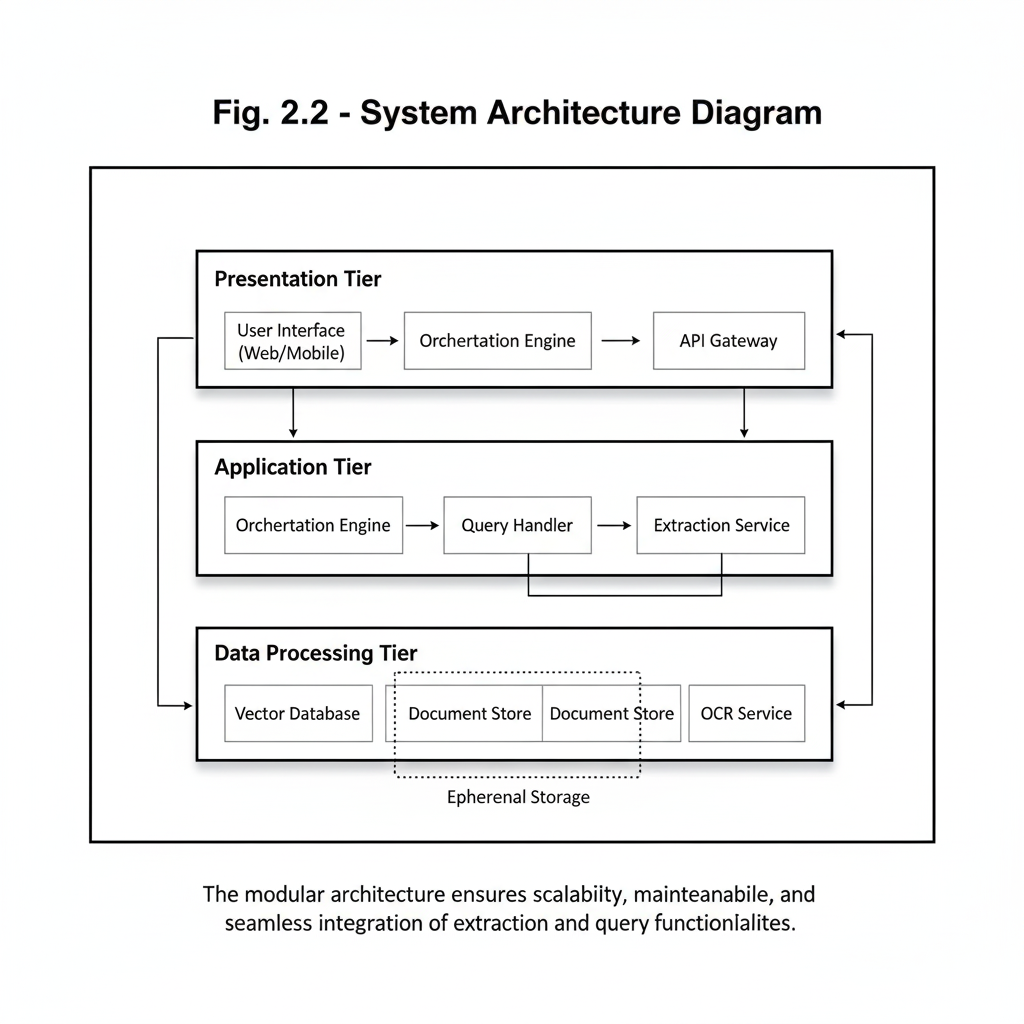 Fig. 2.2 - System Architecture Diagram
Presentation Tier
User Interface
(Web/Mobile)
Orchertation Engine
API Gateway
Application Tier
Orchertation Engine
Query Handler
Extraction Service
Data Processing Tier
Vector Database
Document Store
Document Store
OCR Service
Epherenal Storage
The modular architecture ensures scalabiity, mainteanabile, and
seamless integration of extraction and query functionlalites.